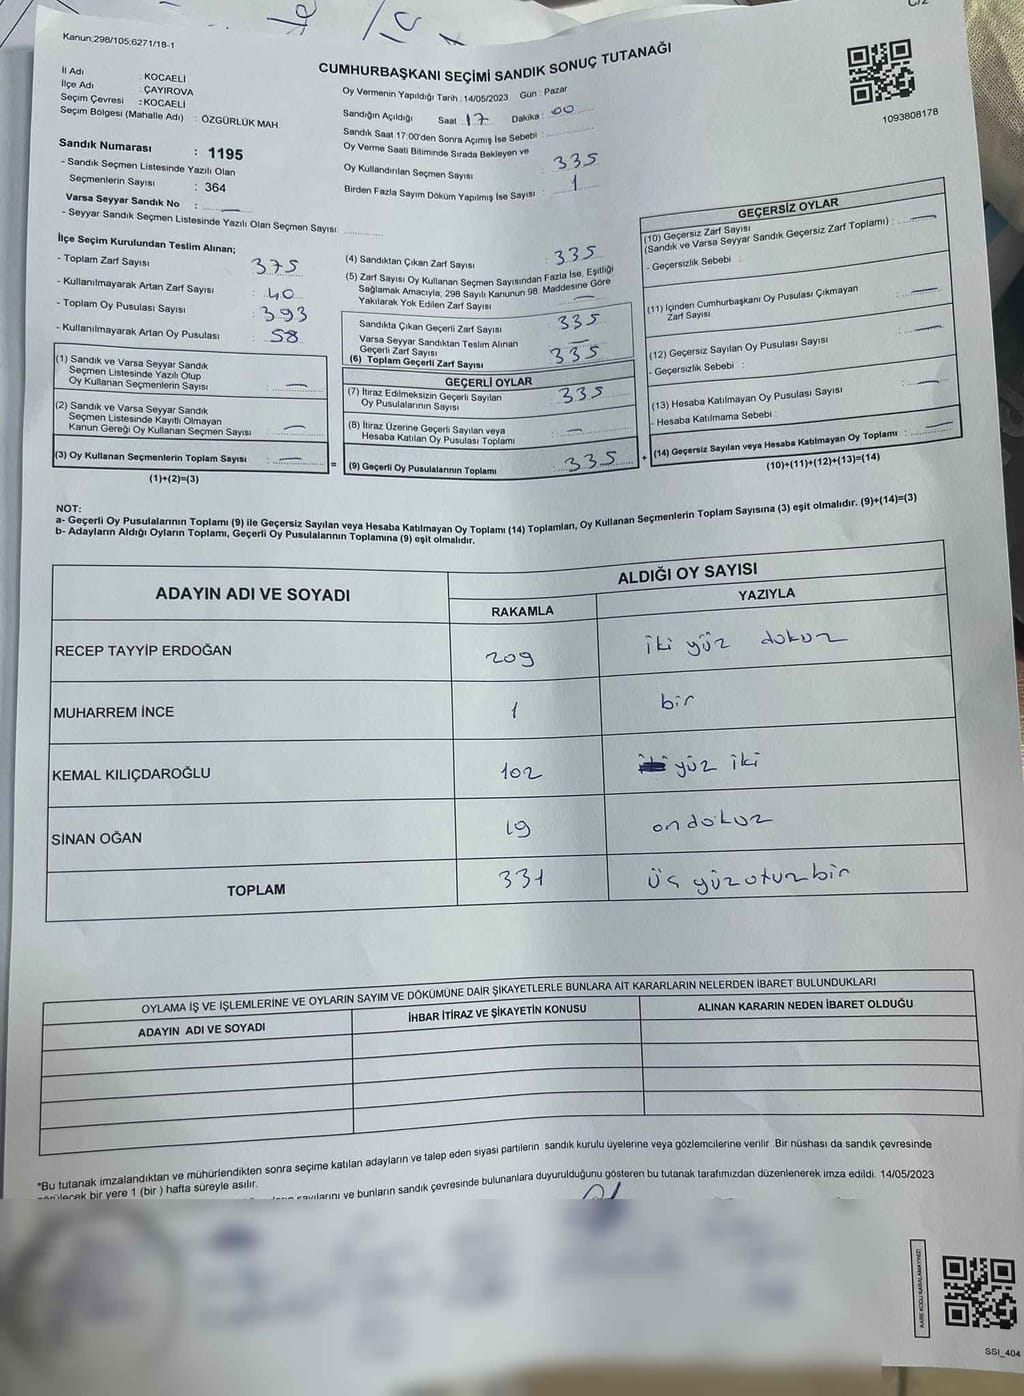 Kanun:298/105;6271/18-1
CUMHURBAŞKANI SEÇİMİ SANDIK SONUÇ TUTANAĞI
C/2
1093808178
İl Adı : KOCAELİ
İlçe Adı : ÇAYIROVA
Seçim Çevresi : KOCAELİ
Seçim Bölgesi (Mahalle Adı) : ÖZGÜRLÜK MAH
Sandık Numarası : 1195
- Sandık Seçmen Listesinde Yazılı Olan
Seçmenlerin Sayısı : 364
Varsa Seyyar Sandık No : —
- Seyyar Sandık Seçmen Listesinde Yazılı Olan Seçmen Sayısı:
Oy Vermenin Yapıldığı Tarih : 14/05/2023 Gün : Pazar
Sandığın Açıldığı Saat : 17 Dakika : 00
Sandık Saat 17:00'den Sonra Açımış İse Sebebi :
Oy Verme Saati Bitiminde Sırada Bekleyen ve
Oy Kullandırılan Seçmen Sayısı : 335
Birden Fazla Sayım Döküm Yapılmış İse Sayısı : 1
İlçe Seçim Kurulundan Teslim Alınan;
- Toplam Zarf Sayısı : 375
- Kullanılmayarak Artan Zarf Sayısı : 40
- Toplam Oy Pusulası Sayısı : 393
- Kullanılmayarak Artan Oy Pusulası : 58
(1) Sandık ve Varsa Seyyar Sandık
Seçmen Listesinde Yazılı Olup
Oy Kullanan Seçmenlerin Sayısı : —
(2) Sandık ve Varsa Seyyar Sandık
Seçmen Listesinde Kayıtlı Olmayan
Kanun Gereği Oy Kullanan Seçmen Sayısı : —
(3) Oy Kullanan Seçmenlerin Toplam Sayısı : —
(1)+(2)=(3)
=
(4) Sandıktan Çıkan Zarf Sayısı : 335
(5) Zarf Sayısı Oy Kullanan Seçmen Sayısından Fazla İse, Eşitliği
Sağlamak Amacıyla, 298 Sayılı Kanunun 98. Maddesine Göre
Yakılarak Yok Edilen Zarf Sayısı : —
Sandıkta Çıkan Geçerli Zarf Sayısı : 335
Varsa Seyyar Sandıktan Teslim Alınan
Geçerli Zarf Sayısı : —
(6) Toplam Geçerli Zarf Sayısı : 335
GEÇERLİ OYLAR
(7) İtiraz Edilmeksizin Geçerli Sayılan
Oy Pusulalarının Sayısı : 335
(8) İtiraz Üzerine Geçerli Sayılan veya
Hesaba Katılan Oy Pusulası Toplamı : —
(9) Geçerli Oy Pusulalarının Toplamı : 335
+
GEÇERSİZ OYLAR
(10) Geçersiz Zarf Sayısı
(Sandık ve Varsa Seyyar Sandık Geçersiz Zarf Toplamı) : —
- Geçersizlik Sebebi :
(11) İçinden Cumhurbaşkanı Oy Pusulası Çıkmayan
Zarf Sayısı : —
(12) Geçersiz Sayılan Oy Pusulası Sayısı : —
- Geçersizlik Sebebi :
(13) Hesaba Katılmayan Oy Pusulası Sayısı : —
- Hesaba Katılmama Sebebi :
(14) Geçersiz Sayılan veya Hesaba Katılmayan Oy Toplamı : —
(10)+(11)+(12)+(13)=(14)
NOT:
a- Geçerli Oy Pusulalarının Toplamı (9) ile Geçersiz Sayılan veya Hesaba Katılmayan Oy Toplamı (14) Toplamları, Oy Kullanan Seçmenlerin Toplam Sayısına (3) eşit olmalıdır. (9)+(14)=(3)
b- Adayların Aldığı Oyların Toplamı, Geçerli Oy Pusulalarının Toplamına (9) eşit olmalıdır.
ADAYIN ADI VE SOYADI
ALDIĞI OY SAYISI
RAKAMLA YAZIYLA
RECEP TAYYİP ERDOĞAN 209 iki yüz dokuz
MUHARREM İNCE 1 bir
KEMAL KILIÇDAROĞLU 102 yüz iki
SİNAN OĞAN 19 ondokuz
TOPLAM 331 üç yüzotuzbir
OYLAMA İŞ VE İŞLEMLERİNE VE OYLARIN SAYIM VE DÖKÜMÜNE DAİR ŞİKAYETLERLE BUNLARA AİT KARARLARIN NELERDEN İBARET BULUNDUKLARI
ADAYIN ADI VE SOYADI İHBAR İTİRAZ VE ŞİKAYETİN KONUSU ALINAN KARARIN NEDEN İBARET OLDUĞU
*Bu tutanak imzalandıktan ve mühürlendikten sonra seçime katılan adayların ve talep eden siyasi partilerin sandık kurulu üyelerine veya gözlemcilerine verilir .Bir nüshası da sandık çevresinde
bir yere 1 (bir ) hafta süreyle asılır.
ve bunların sandık çevresinde bulunanlara duyurulduğunu gösteren bu tutanak tarafımızdan düzenlenerek imza edildi. 14/05/2023
KARE KODU KARALAMAYINIZ!
SSI_404